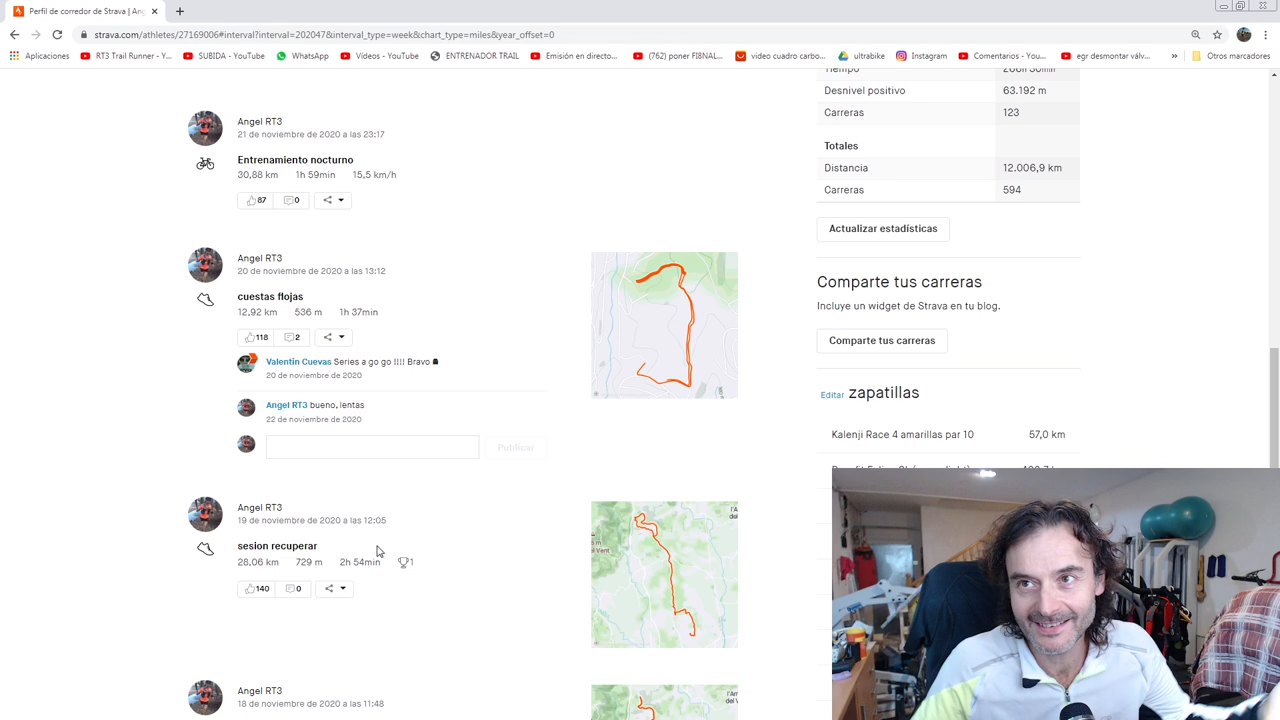 Perfil de corredor de Strava | Ang
strava.com/athletes/27169006#interval?interval=202047&interval_type=week&chart_type=miles&year_offset=0
Aplicaciones
RT3 Trail Runner - Y...
SUBIDA - YouTube
WhatsApp
Vídeos - YouTube
ENTRENADOR TRAIL
Emisión en directo...
(762) poner FI8NAL...
video cuadro carbo...
ultrabike
Instagram
Comentarios - You...
egr desmontar válv...
Otros marcadores
Angel RT3
21 de noviembre de 2020 a las 23:17
Entrenamiento nocturno
30,88 km 1h 59min 15,5 km/h
87 0
Angel RT3
20 de noviembre de 2020 a las 13:12
cuestas flojas
12,92 km 536 m 1h 37min
118 2
Valentin Cuevas Series a go go !!!! Bravo
20 de noviembre de 2020
Angel RT3 bueno, lentas
22 de noviembre de 2020
Publicar
Angel RT3
19 de noviembre de 2020 a las 12:05
sesion recuperar
28,06 km 729 m 2h 54min 1
140 0
Angel RT3
18 de noviembre de 2020 a las 11:48
Tiempo
Desnivel positivo 63.192 m
Carreras 123
Totales
Distancia 12.006,9 km
Carreras 594
Actualizar estadísticas
Comparte tus carreras
Incluye un widget de Strava en tu blog.
Comparte tus carreras
Editar zapatillas
Kalenji Race 4 amarillas par 10 57,0 km